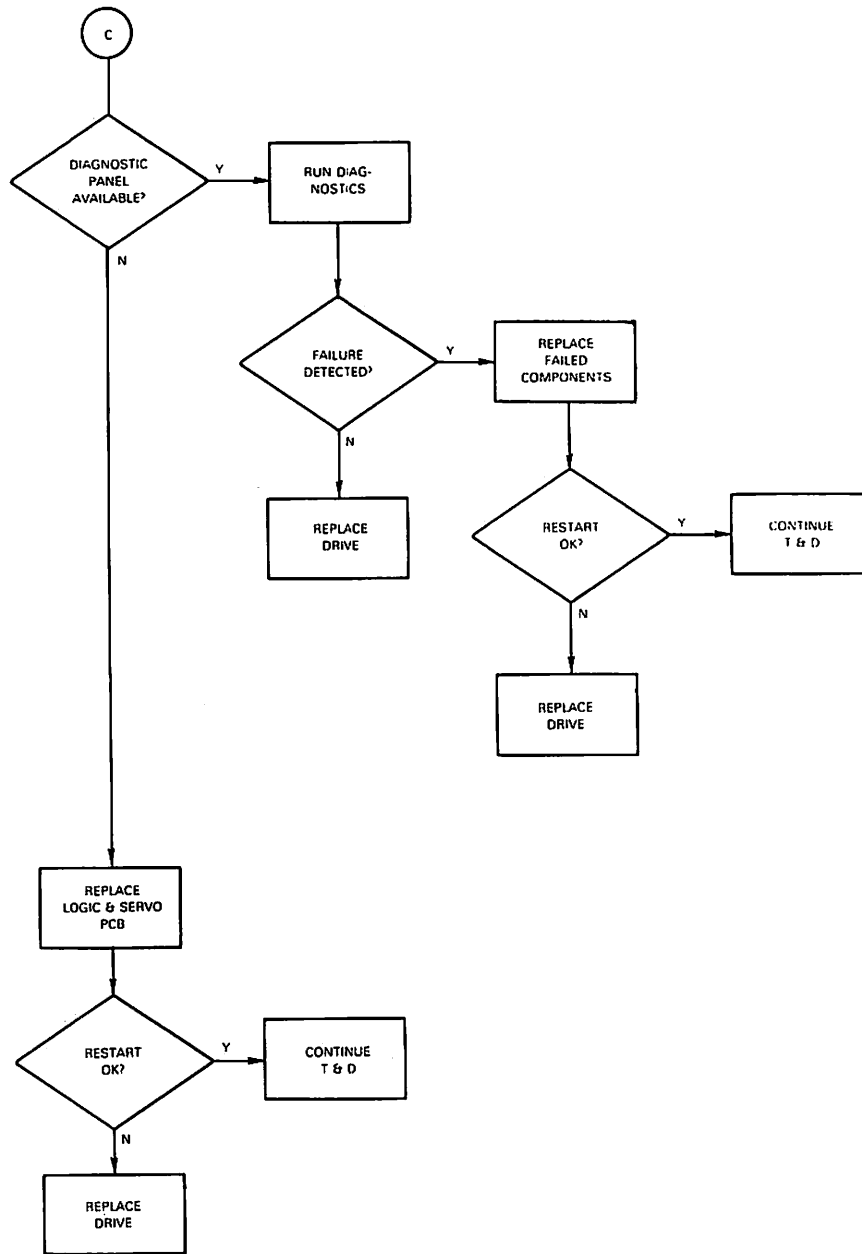 C
DIAGNOSTIC
PANEL
AVAILABLE?
Y
N
RUN DIAG-
NOSTICS
FAILURE
DETECTED?
Y
N
REPLACE
FAILED
COMPONENTS
REPLACE
DRIVE
RESTART
OK?
Y
N
CONTINUE
T & D
REPLACE
DRIVE
REPLACE
LOGIC & SERVO
PCB
RESTART
OK?
Y
N
CONTINUE
T & D
REPLACE
DRIVE